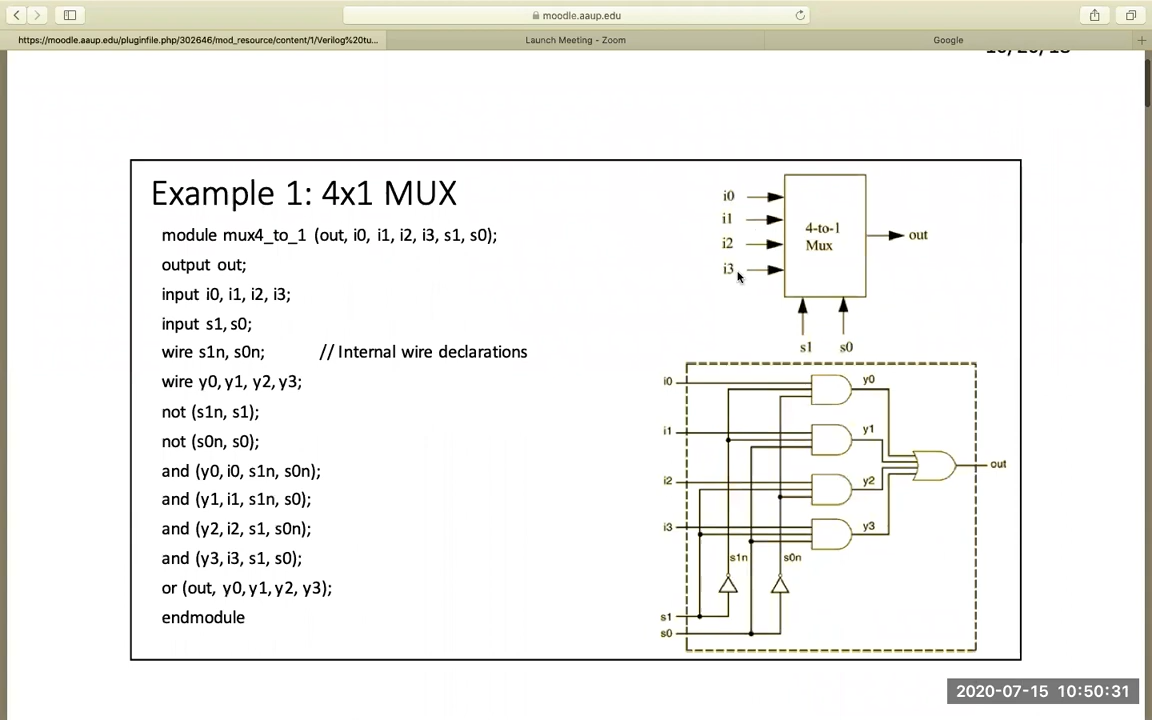 moodle.aaup.edu
https://moodle.aaup.edu/pluginfile.php/302646/mod_resource/content/1/Verilog%20tu...
Launch Meeting - Zoom
Google
Example 1: 4x1 MUX
module mux4_to_1 (out, i0, i1, i2, i3, s1, s0);
output out;
input i0, i1, i2, i3;
input s1, s0;
wire s1n, s0n; // Internal wire declarations
wire y0, y1, y2, y3;
not (s1n, s1);
not (s0n, s0);
and (y0, i0, s1n, s0n);
and (y1, i1, s1n, s0);
and (y2, i2, s1, s0n);
and (y3, i3, s1, s0);
or (out, y0, y1, y2, y3);
endmodule
i0
i1
i2
i3
4-to-1
Mux
out
s1 s0
i0 y0
i1 y1
i2 y2
i3 y3
out
s1n s0n
s1
s0
2020-07-15 10:50:31